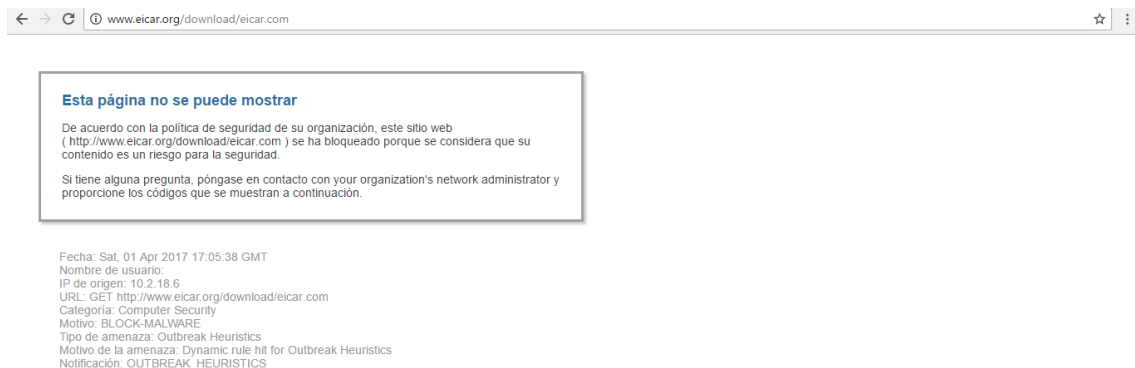 www.eicar.org/download/eicar.com
Esta página no se puede mostrar
De acuerdo con la política de seguridad de su organización, este sitio web
( http://www.eicar.org/download/eicar.com ) se ha bloqueado porque se considera que su
contenido es un riesgo para la seguridad.
Si tiene alguna pregunta, póngase en contacto con your organization's network administrator y
proporcione los códigos que se muestran a continuación.
Fecha: Sat, 01 Apr 2017 17:05:38 GMT
Nombre de usuario:
IP de origen: 10.2.18.6
URL: GET http://www.eicar.org/download/eicar.com
Categoría: Computer Security
Motivo: BLOCK-MALWARE
Tipo de amenaza: Outbreak Heuristics
Motivo de la amenaza: Dynamic rule hit for Outbreak Heuristics
Notificación: OUTBREAK_HEURISTICS